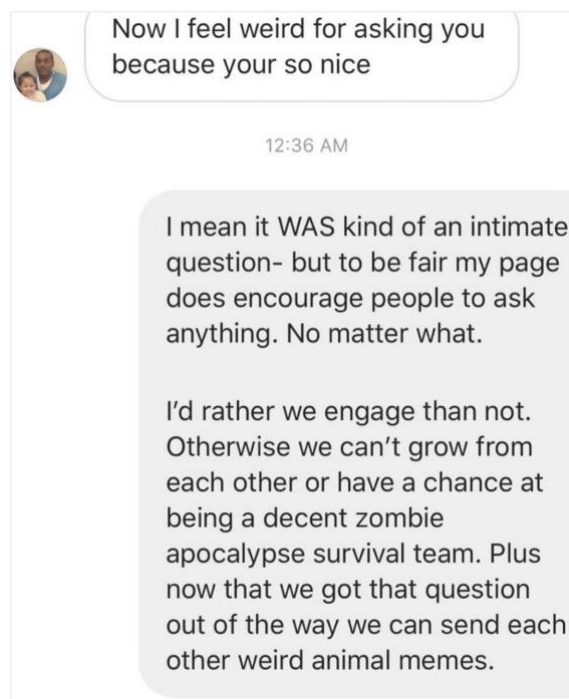 Now I feel weird for asking you
because your so nice
12:36 AM
I mean it WAS kind of an intimate
question- but to be fair my page
does encourage people to ask
anything. No matter what.
I'd rather we engage than not.
Otherwise we can't grow from
each other or have a chance at
being a decent zombie
apocalypse survival team. Plus
now that we got that question
out of the way we can send each
other weird animal memes.